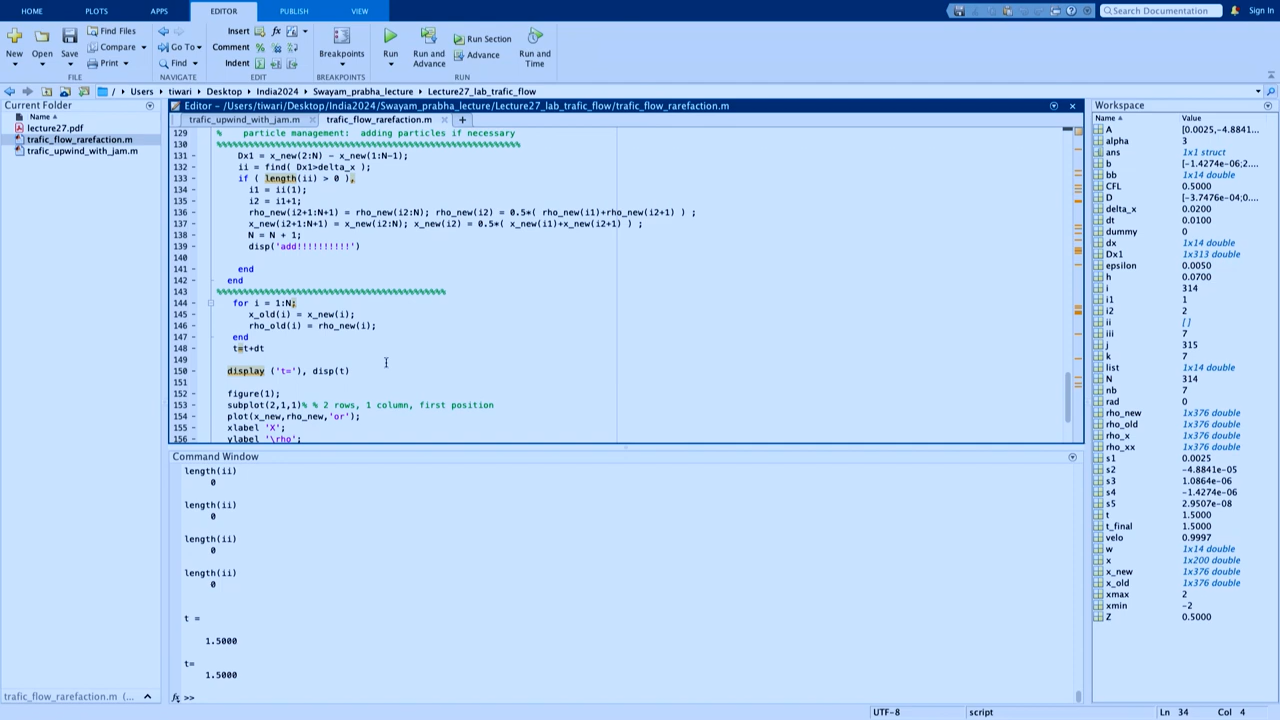 HOME PLOTS APPS EDITOR PUBLISH VIEW Search Documentation Sign In
New Open Save Find Files Compare Print Go To Find Insert fx Comment Indent Breakpoints Run Run and Advance Run Section Advance Run and Time
FILE NAVIGATE EDIT BREAKPOINTS RUN
/ Users Desktop India2024 Swayam_prabha_lecture Lecture27_lab_trafic_flow
/ Users tiwari Desktop India2024 Swayam_prabha_lecture Lecture27_lab_trafic_flow
Current Folder
Name
lecture27.pdf
trafic_flow_rarefaction.m
trafic_upwind_with_jam.m
trafic_flow_rarefaction.m (...
Editor - /Users/tiwari/Desktop/India2024/Swayam_prabha_lecture/Lecture27_lab_trafic_flow/trafic_flow_rarefaction.m
trafic_upwind_with_jam.m trafic_flow_rarefaction.m +
129 % particle management: adding particles if necessary
130 %%%%%%%%%%%%%%%%%%%%%%%%%%%%%%%%%%%%%%%%%%%%%%%%%%%%%%%
131 Dx1 = x_new(2:N) - x_new(1:N-1);
132 ii = find( Dx1>delta_x );
133 if ( length(ii) > 0 ),
134 i1 = ii(1);
135 i2 = i1+1;
136 rho_new(i2+1:N+1) = rho_new(i2:N); rho_new(i2) = 0.5*( rho_new(i1)+rho_new(i2+1) ) ;
137 x_new(i2+1:N+1) = x_new(i2:N); x_new(i2) = 0.5*( x_new(i1)+x_new(i2+1) ) ;
138 N = N + 1;
139 disp('add!!!!!!!!!!')
140
141 end
142 end
143 %%%%%%%%%%%%%%%%%%%%%%%%%%%%%%%%%%%%%%%%%
144 for i = 1:N;
145 x_old(i) = x_new(i);
146 rho_old(i) = rho_new(i);
147 end
148 t=t+dt
149
150 display ('t='), disp(t)
151
152 figure(1);
153 subplot(2,1,1)% % 2 rows, 1 column, first position
154 plot(x_new,rho_new,'or');
155 xlabel 'X';
156 ylabel '\rho';
Command Window
length(ii)
0
length(ii)
0
length(ii)
0
length(ii)
0
t =
1.5000
t=
1.5000
fx >>
Workspace
Name Value
A [0.0025,-4.8841...
alpha 3
ans 1x1 struct
b [-1.4274e-06;2....
bb 1x14 double
CFL 0.5000
D [-3.7476e-04;0....
delta_x 0.0200
dt 0.0100
dummy 0
dx 1x14 double
Dx1 1x313 double
epsilon 0.0050
h 0.0700
i 314
i1 1
i2 2
ii []
iii 7
j 315
k 7
list 1x14 double
N 314
nb 7
rad 0
rho_new 1x376 double
rho_old 1x376 double
rho_x 1x376 double
rho_xx 1x376 double
s1 0.0025
s2 -4.8841e-05
s3 1.0864e-06
s4 -1.4274e-06
s5 2.9507e-08
t 1.5000
t_final 1.5000
velo 0.9997
w 1x14 double
x 1x200 double
x_new 1x376 double
x_old 1x376 double
xmax 2
xmin -2
Z 0.5000
UTF-8 script Ln 34 Col 4